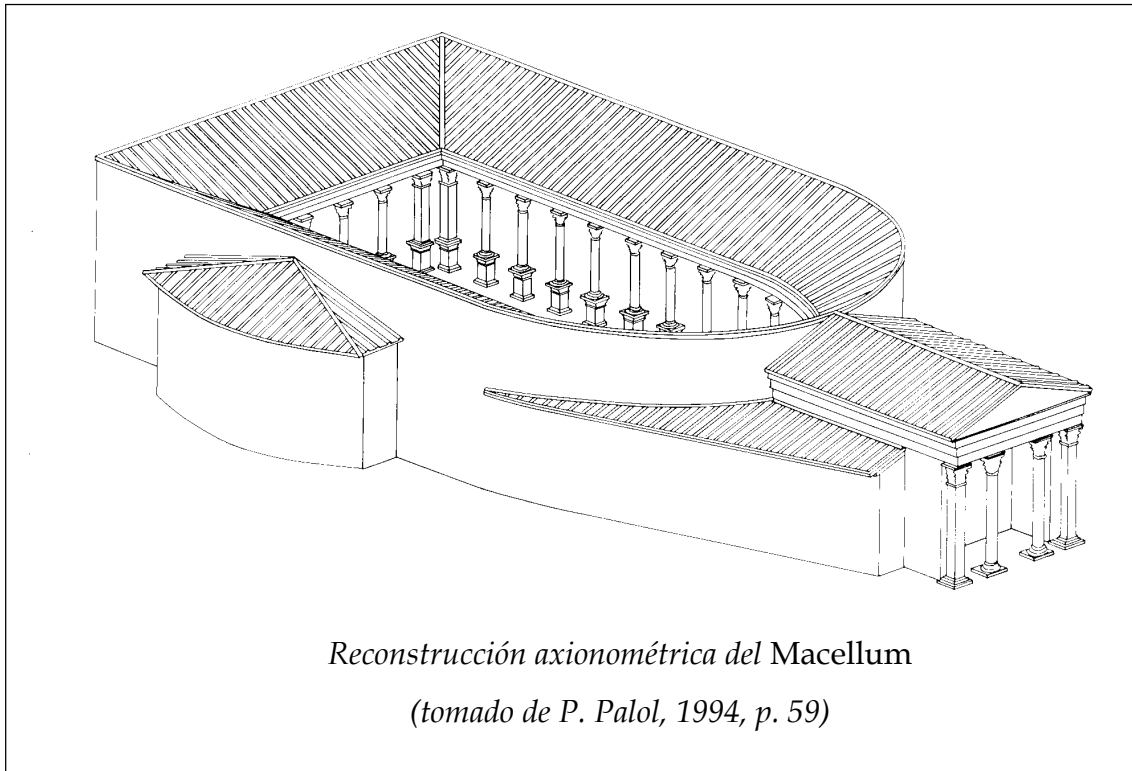 Reconstrucción axionométrica del Macellum
(tomado de P. Palol, 1994, p. 59)